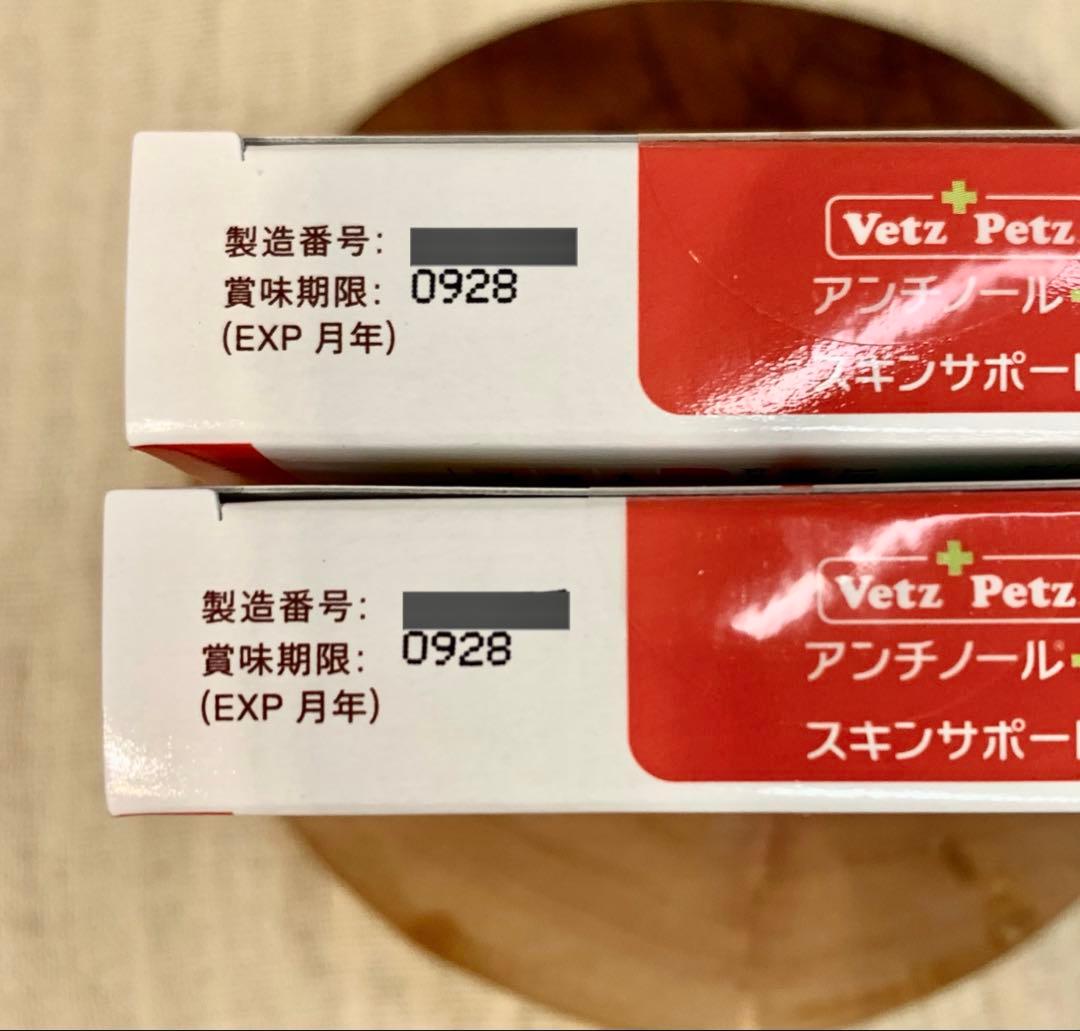 製造番号:
賞味期限: 0928
(EXP 月年)
Vetz Petz
アンチノール
スキンサポート
製造番号:
賞味期限: 0928
(EXP 月年)
Vetz Petz
アンチノール®
スキンサポート